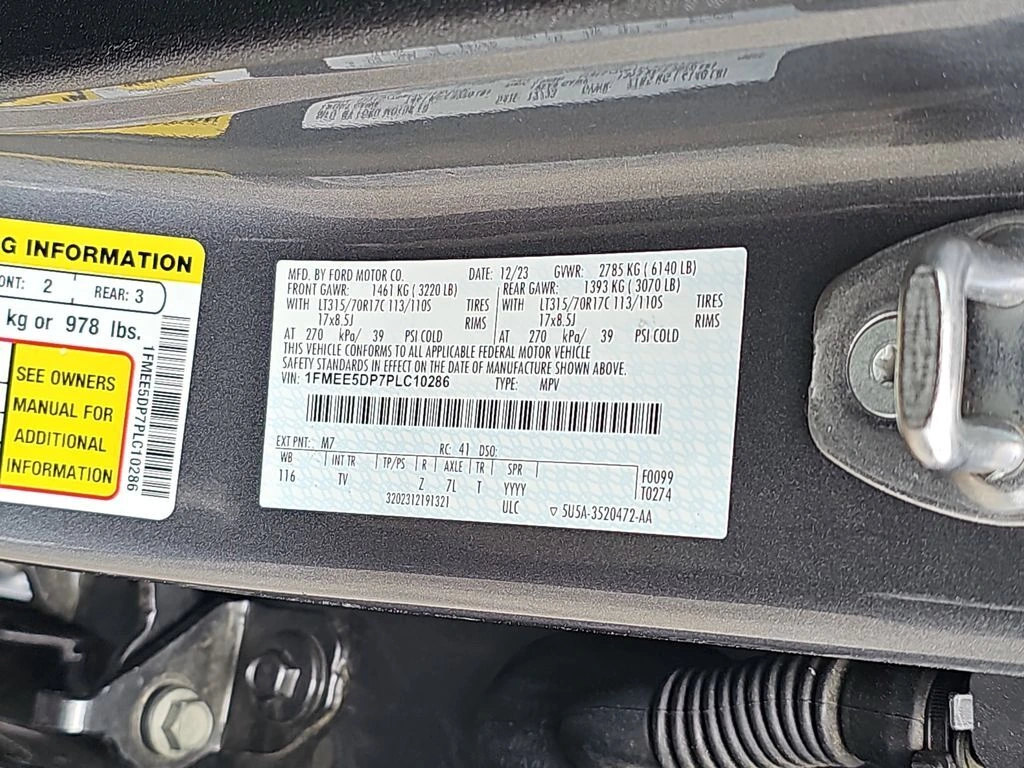 G INFORMATION
ONT: 2 REAR: 3
kg or 978 lbs.
SEE OWNERS
MANUAL FOR
ADDITIONAL
INFORMATION
1FMEE5DP7PLC10286
MFD. BY FORD MOTOR CO. DATE: 12/23 GVWR: 2785 KG ( 6140 LB)
FRONT GAWR: 1461 KG ( 3220 LB) REAR GAWR: 1393 KG ( 3070 LB)
WITH LT315/70R17C 113/110S TIRES WITH LT315/70R17C 113/110S TIRES
17x8.5J RIMS 17x8.5J RIMS
AT 270 kPa/ 39 PSI COLD AT 270 kPa/ 39 PSI COLD
THIS VEHICLE CONFORMS TO ALL APPLICABLE FEDERAL MOTOR VEHICLE
SAFETY STANDARDS IN EFFECT ON THE DATE OF MANUFACTURE SHOWN ABOVE.
VIN: 1FMEE5DP7PLC10286 TYPE: MPV
EXT PNT: M7 RC: 41 DSO:
WB INT TR TP/PS R AXLE TR SPR F0099
116 TV Z 7L T YYYY T0274
3202312191321 ULC ▽ 5U5A-3520472-AA